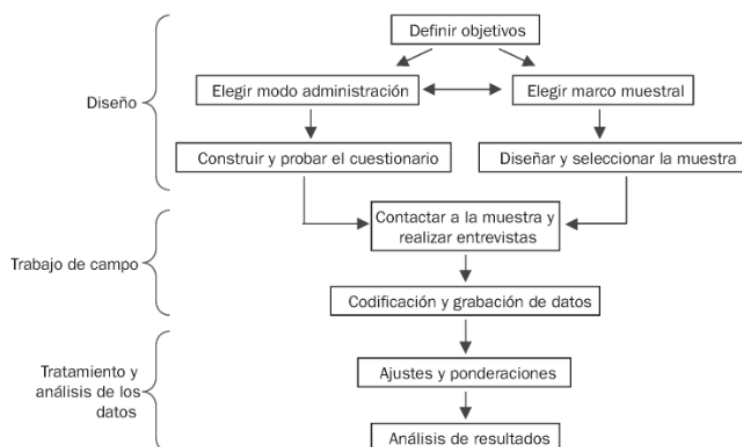 Definir objetivos
Diseño
Elegir modo administración
Elegir marco muestral
Construir y probar el cuestionario
Diseñar y seleccionar la muestra
Trabajo de campo
Contactar a la muestra y
realizar entrevistas
Codificación y grabación de datos
Tratamiento y
análisis de los
datos
Ajustes y ponderaciones
Análisis de resultados